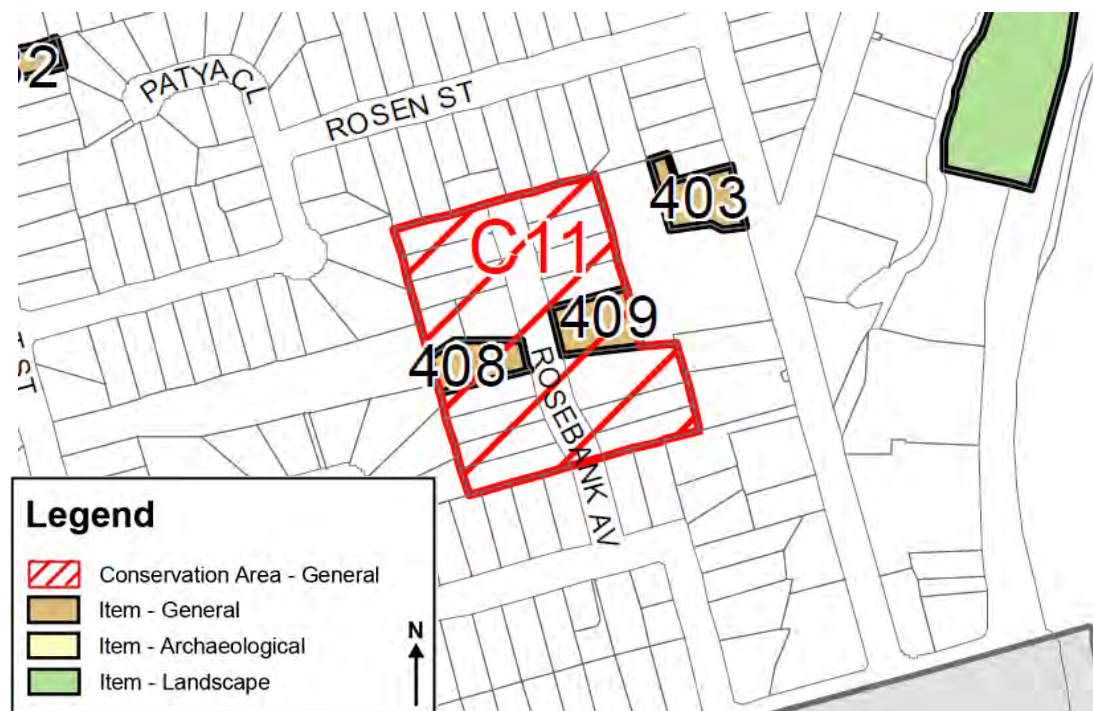 2
PATYA CL
ROSEN ST
403
C11
409
408
ROSEBANK AV
ST
Legend
Conservation Area - General
Item - General
Item - Archaeological
Item - Landscape
N